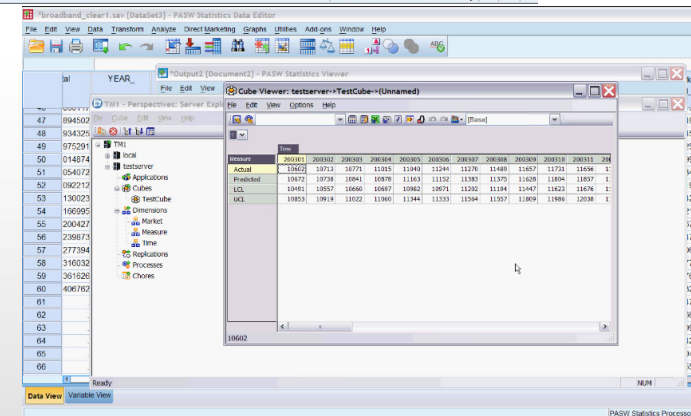 *broadband_clear1.sav [DataSet3] - PASW Statistics Data Editor
File Edit View Data Transform Analyze Direct Marketing Graphs Utilities Add-ons Window Help
YEAR_
*Output2 [Document2] - PASW Statistics Viewer
File Edit View
TM1 - Perspectives: Server Expl
File Cube Edit View Help
TM1
local
testserver
Applications
Cubes
TestCube
Dimensions
Market
Measure
Time
Replications
Processes
Chores
Ready
NUM
Cube Viewer: testserver->TestCube->(Unnamed)
File Edit View Options Help
[Base]
Time
Measure 200301 200302 200303 200304 200305 200306 200307 200308 200309 200310 200311
Actual 10602 10713 10771 11015 11043 11244 11270 11489 11657 11731 11656
Predicted 10672 10738 10841 10878 11163 11152 11383 11375 11628 11804 11857
LCL 10491 10557 10660 10697 10982 10971 11202 11194 11447 11623 11676
UCL 10853 10919 11022 11060 11344 11333 11564 11557 11809 11986 12038
10602
47 894502
48 934325
49 975291
50 014874
51 054072
52 092212
53 130023
54 166995
55 200427
56 239873
57 277394
58 316032
59 361626
60 406762
61
62
63
64
65
66
Data View Variable View
PASW Statistics Processo